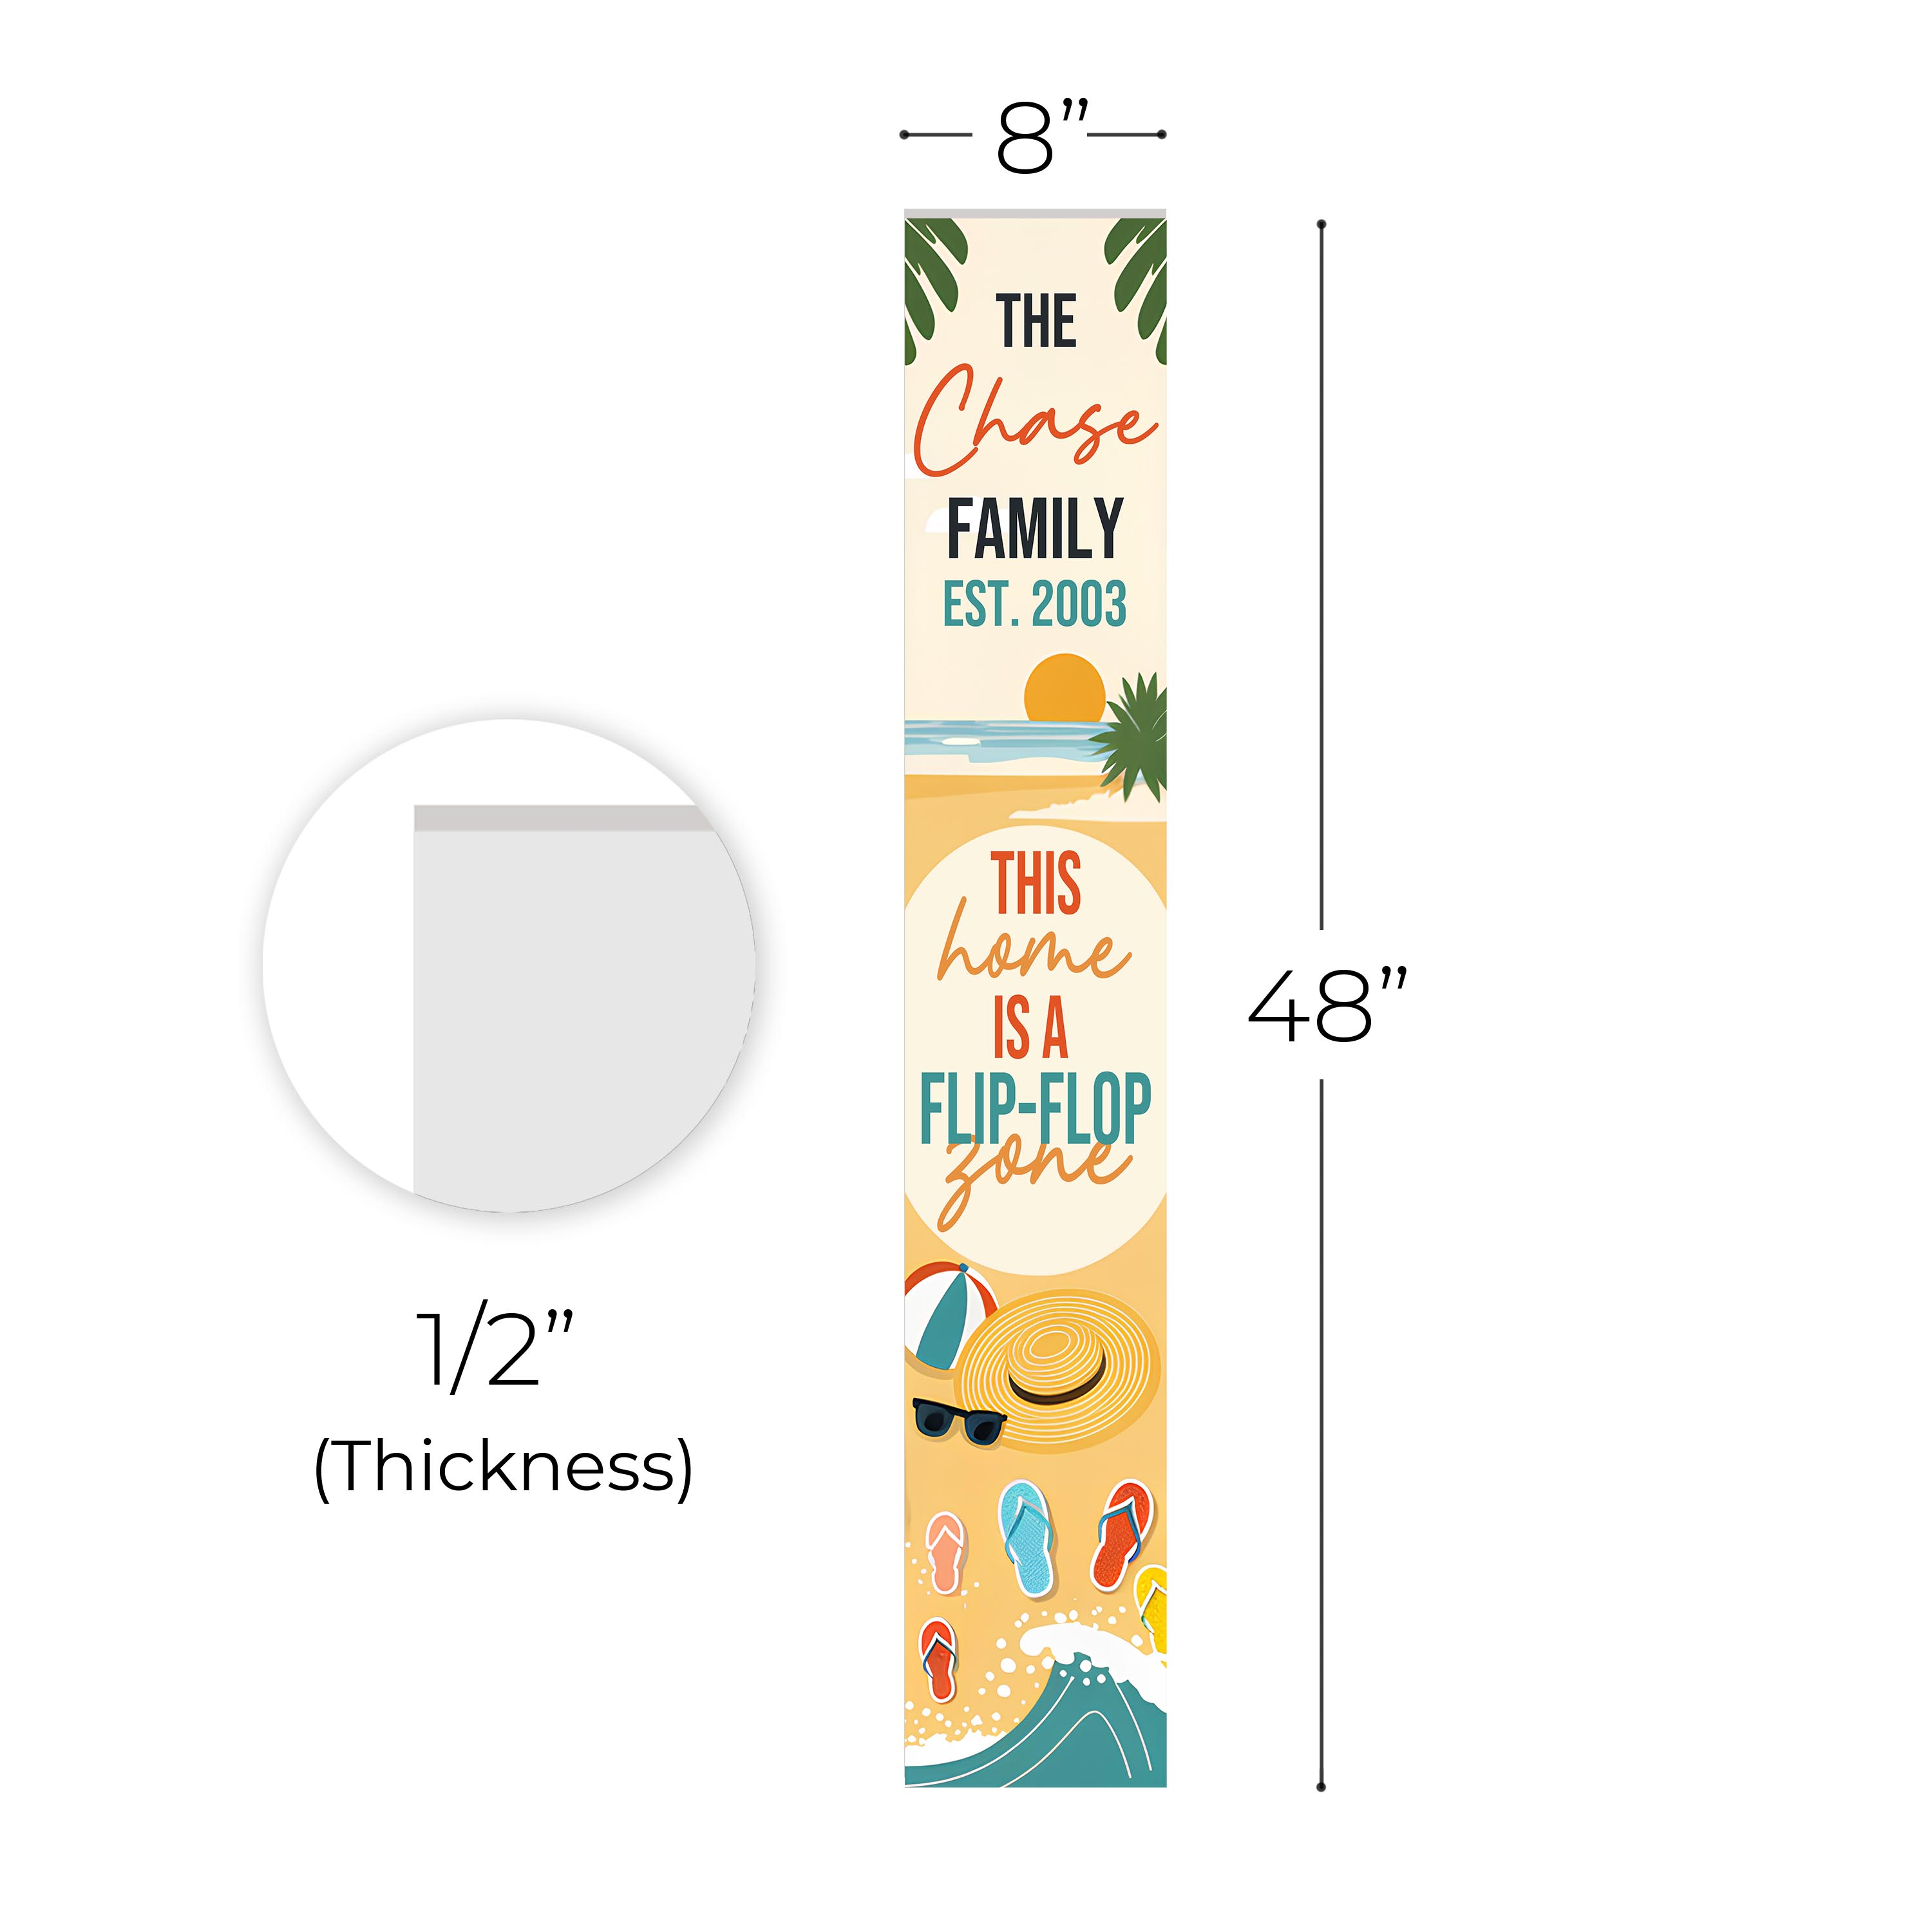 8”
THE
Chase
FAMILY
EST. 2003
THIS
home
IS A
FLIP-FLOP
zone
48”
1/2”
(Thickness)